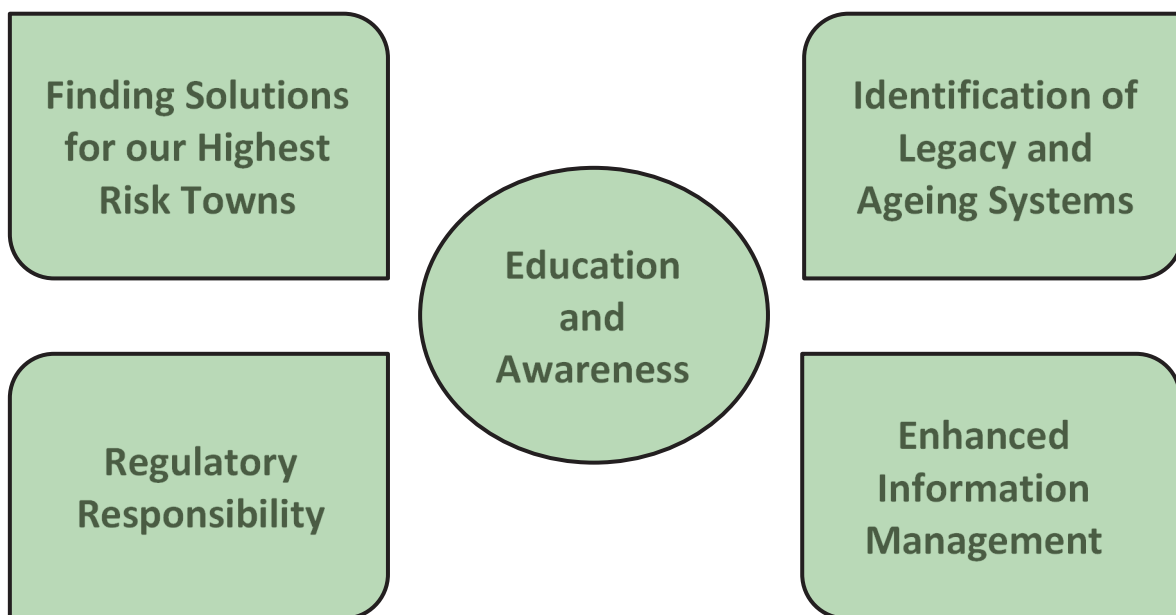 Finding Solutions
for our Highest
Risk Towns
Identification of
Legacy and
Ageing Systems
Education
and
Awareness
Regulatory
Responsibility
Enhanced
Information
Management